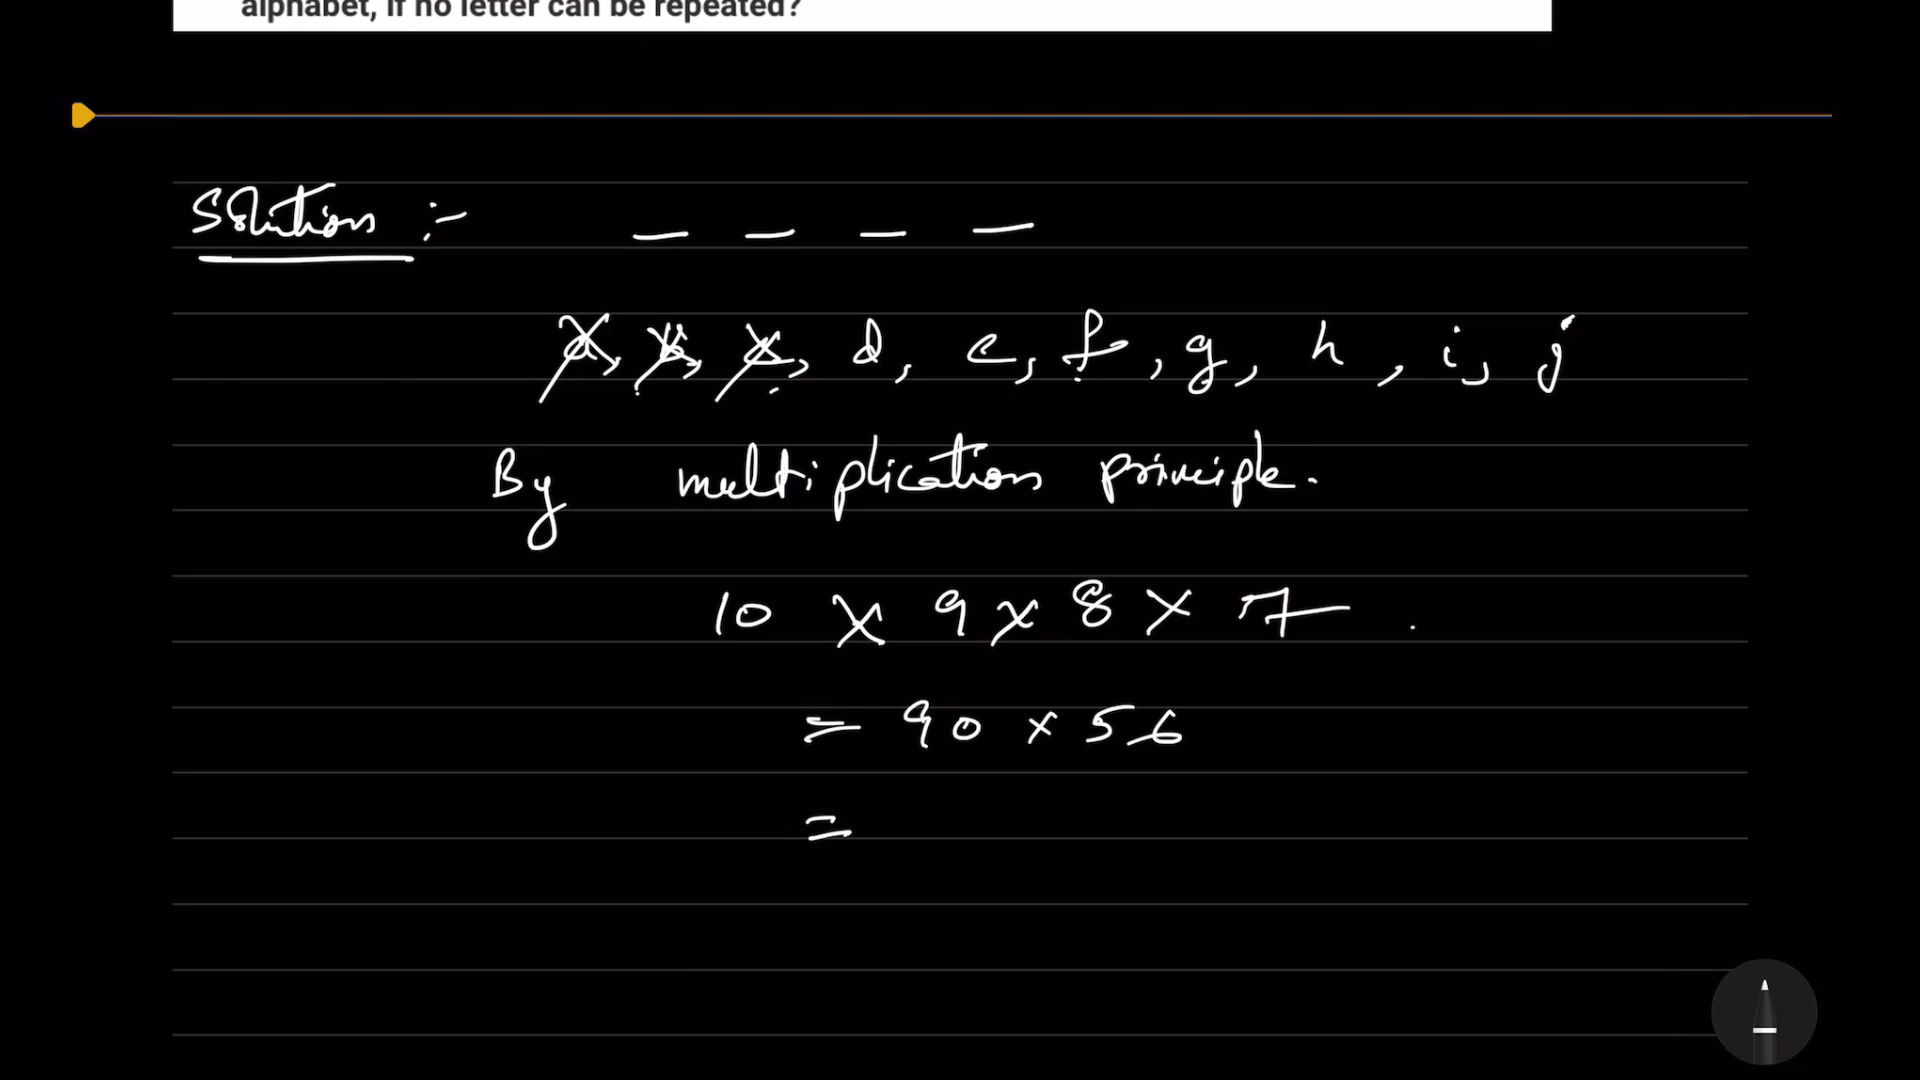 alphabet, if no letter can be repeated?
Solution :-
_ _ _ _
a, b, c, d, e, f, g, h, i, j
By multiplication principle.
10 × 9 × 8 × 7 .
= 90 × 56
=